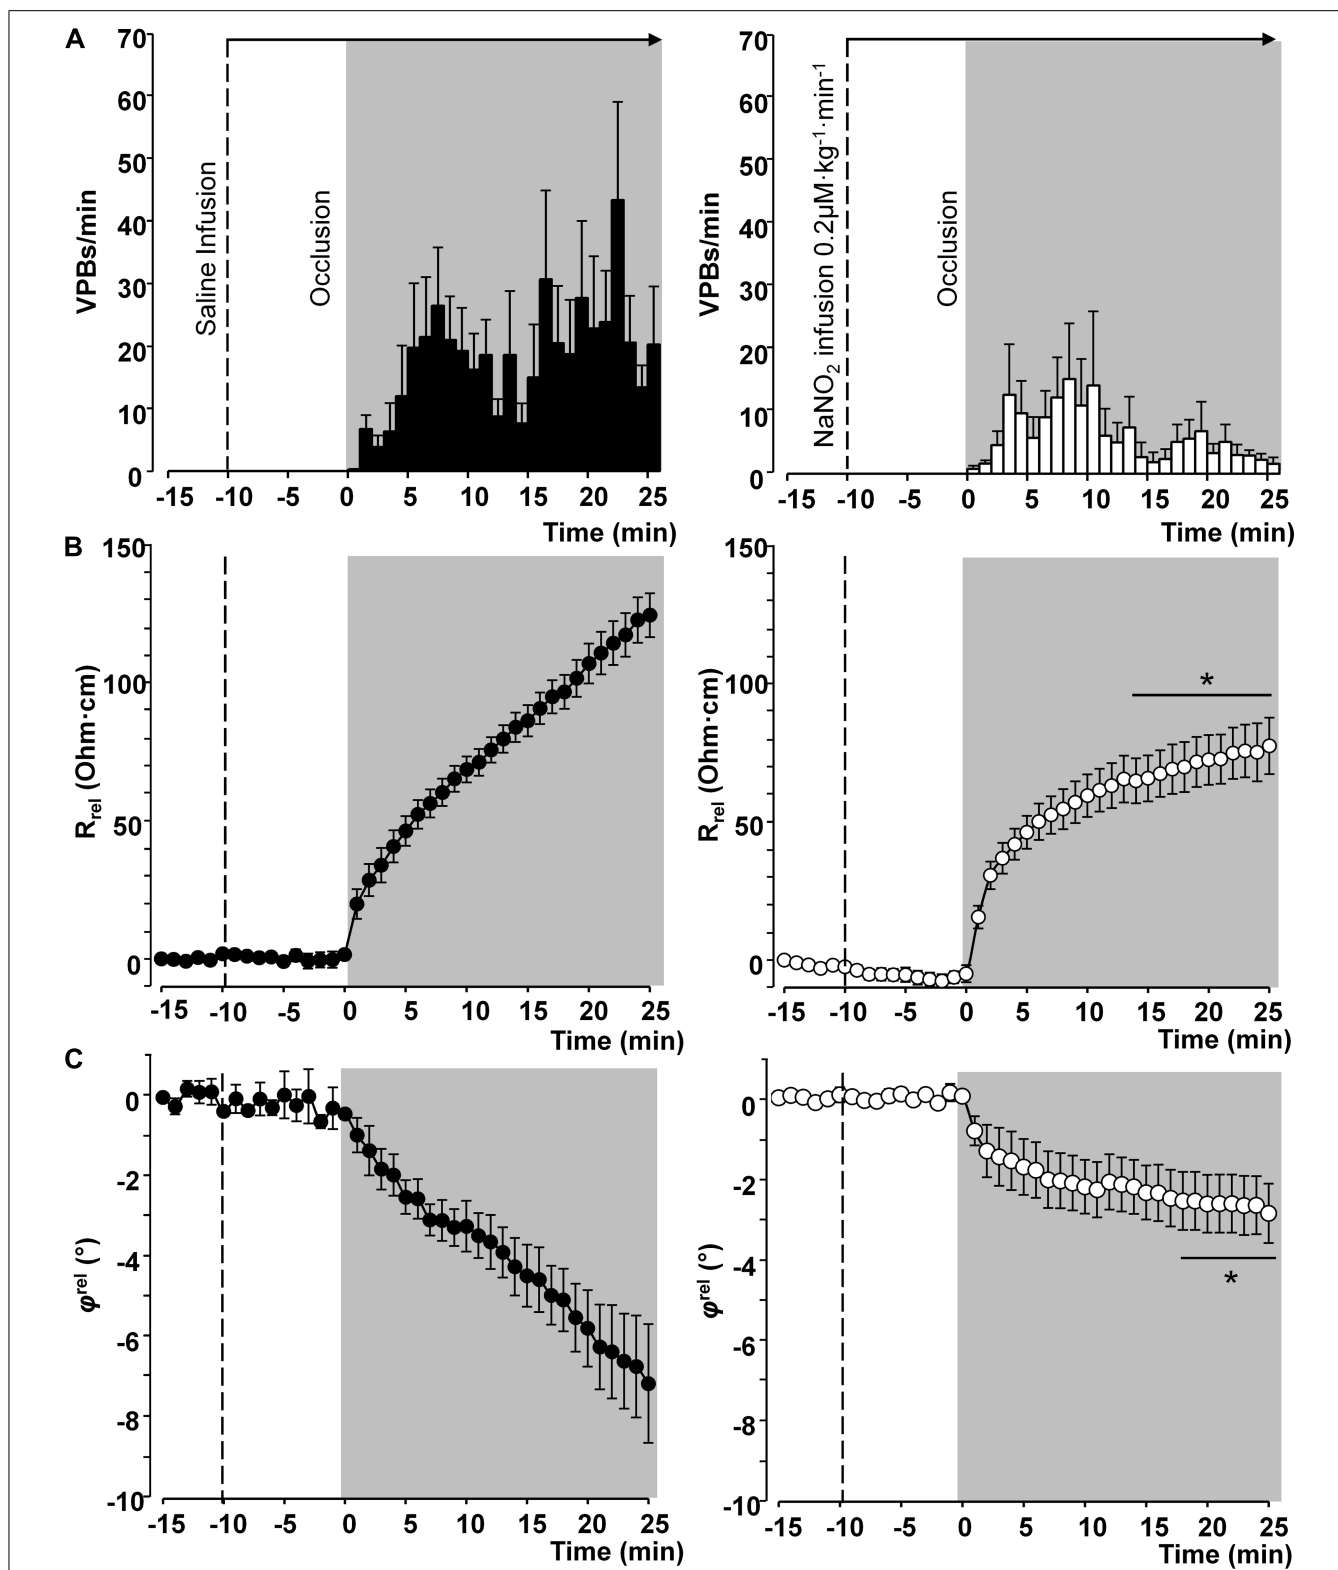 A
70
60
50
40
30
20
10
0
VPBs/min
Saline Infusion
Occlusion
-15 -10 -5 0 5 10 15 20 25
Time (min)
70
60
50
40
30
20
10
0
VPBs/min
NaNO2 infusion 0.2µM·kg-1·min-1
Occlusion
-15 -10 -5 0 5 10 15 20 25
Time (min)
B
150
100
50
0
Rrel (Ohm·cm)
-15 -10 -5 0 5 10 15 20 25
Time (min)
150
100
50
0
Rrel (Ohm·cm)
*
-15 -10 -5 0 5 10 15 20 25
Time (min)
C
0
-2
-4
-6
-8
-10
φrel (°)
-15 -10 -5 0 5 10 15 20 25
Time (min)
0
-2
-4
-6
-8
-10
φrel (°)
*
-15 -10 -5 0 5 10 15 20 25
Time (min)